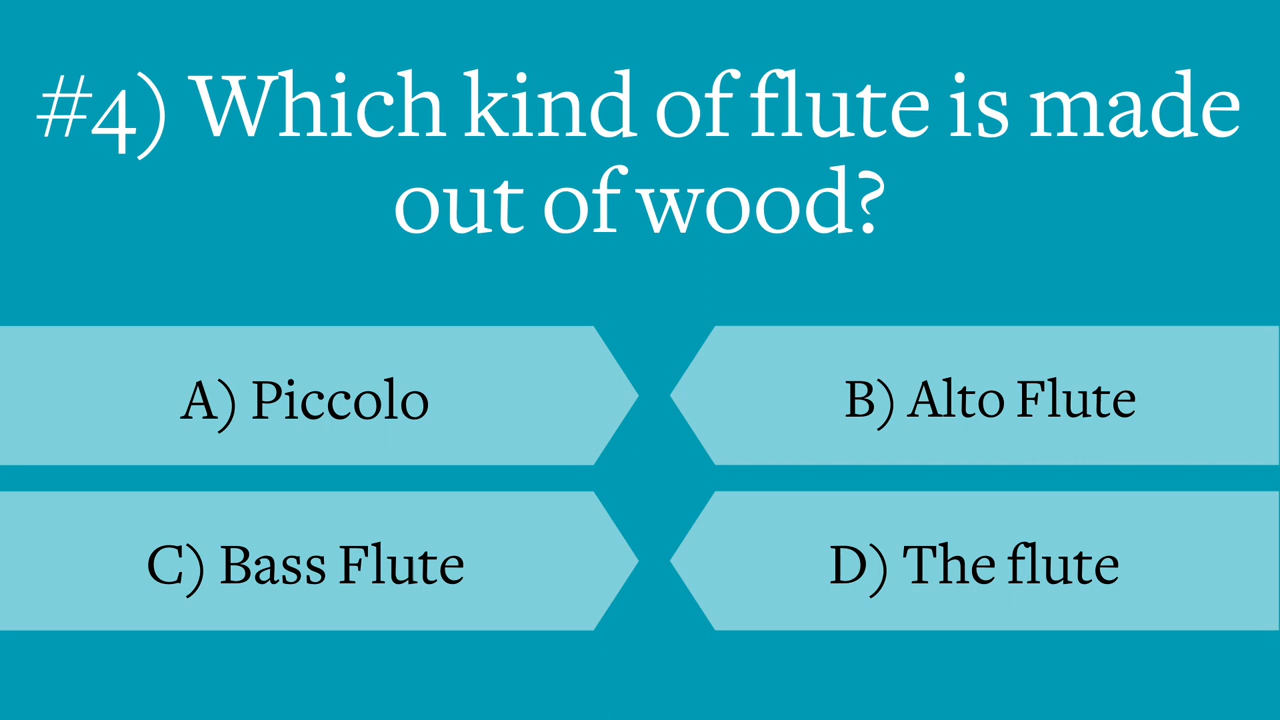 #4) Which kind of flute is made
out of wood?
A) Piccolo
B) Alto Flute
C) Bass Flute
D) The flute